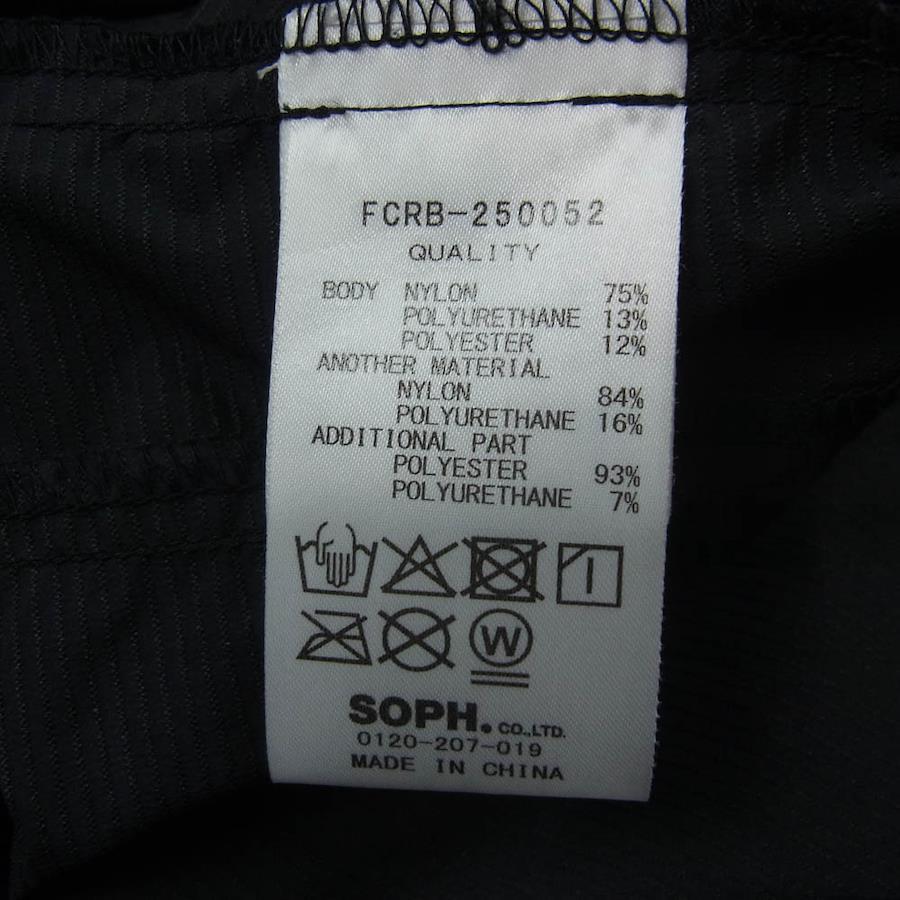 FCRB-250052
QUALITY
BODY NYLON 75%
POLYURETHANE 13%
POLYESTER 12%
ANOTHER MATERIAL
NYLON 84%
POLYURETHANE 16%
ADDITIONAL PART
POLYESTER 93%
POLYURETHANE 7%
W
SOPH. CO.,LTD.
0120-207-019
MADE IN CHINA